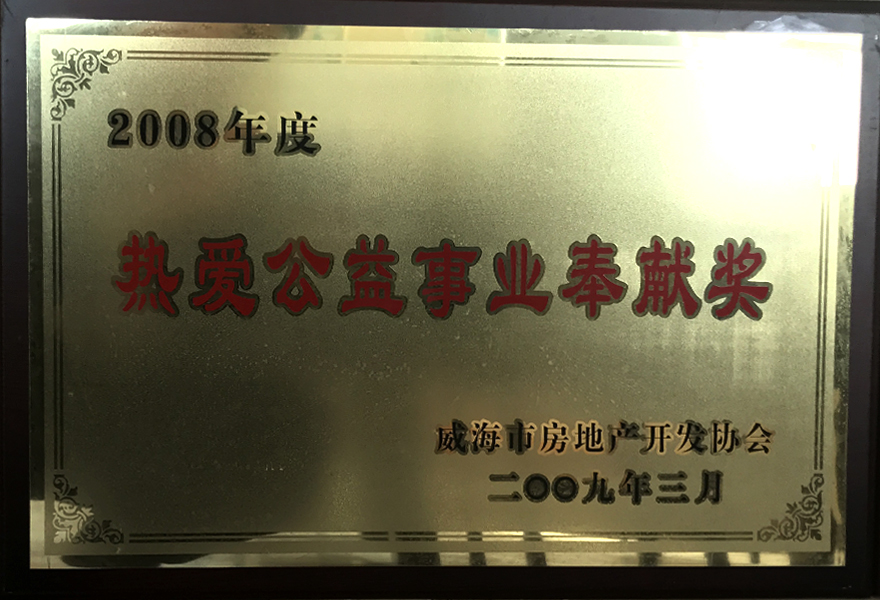 2008年度
热爱公益事业奉献奖
威海市房地产开发协会
二〇〇九年三月